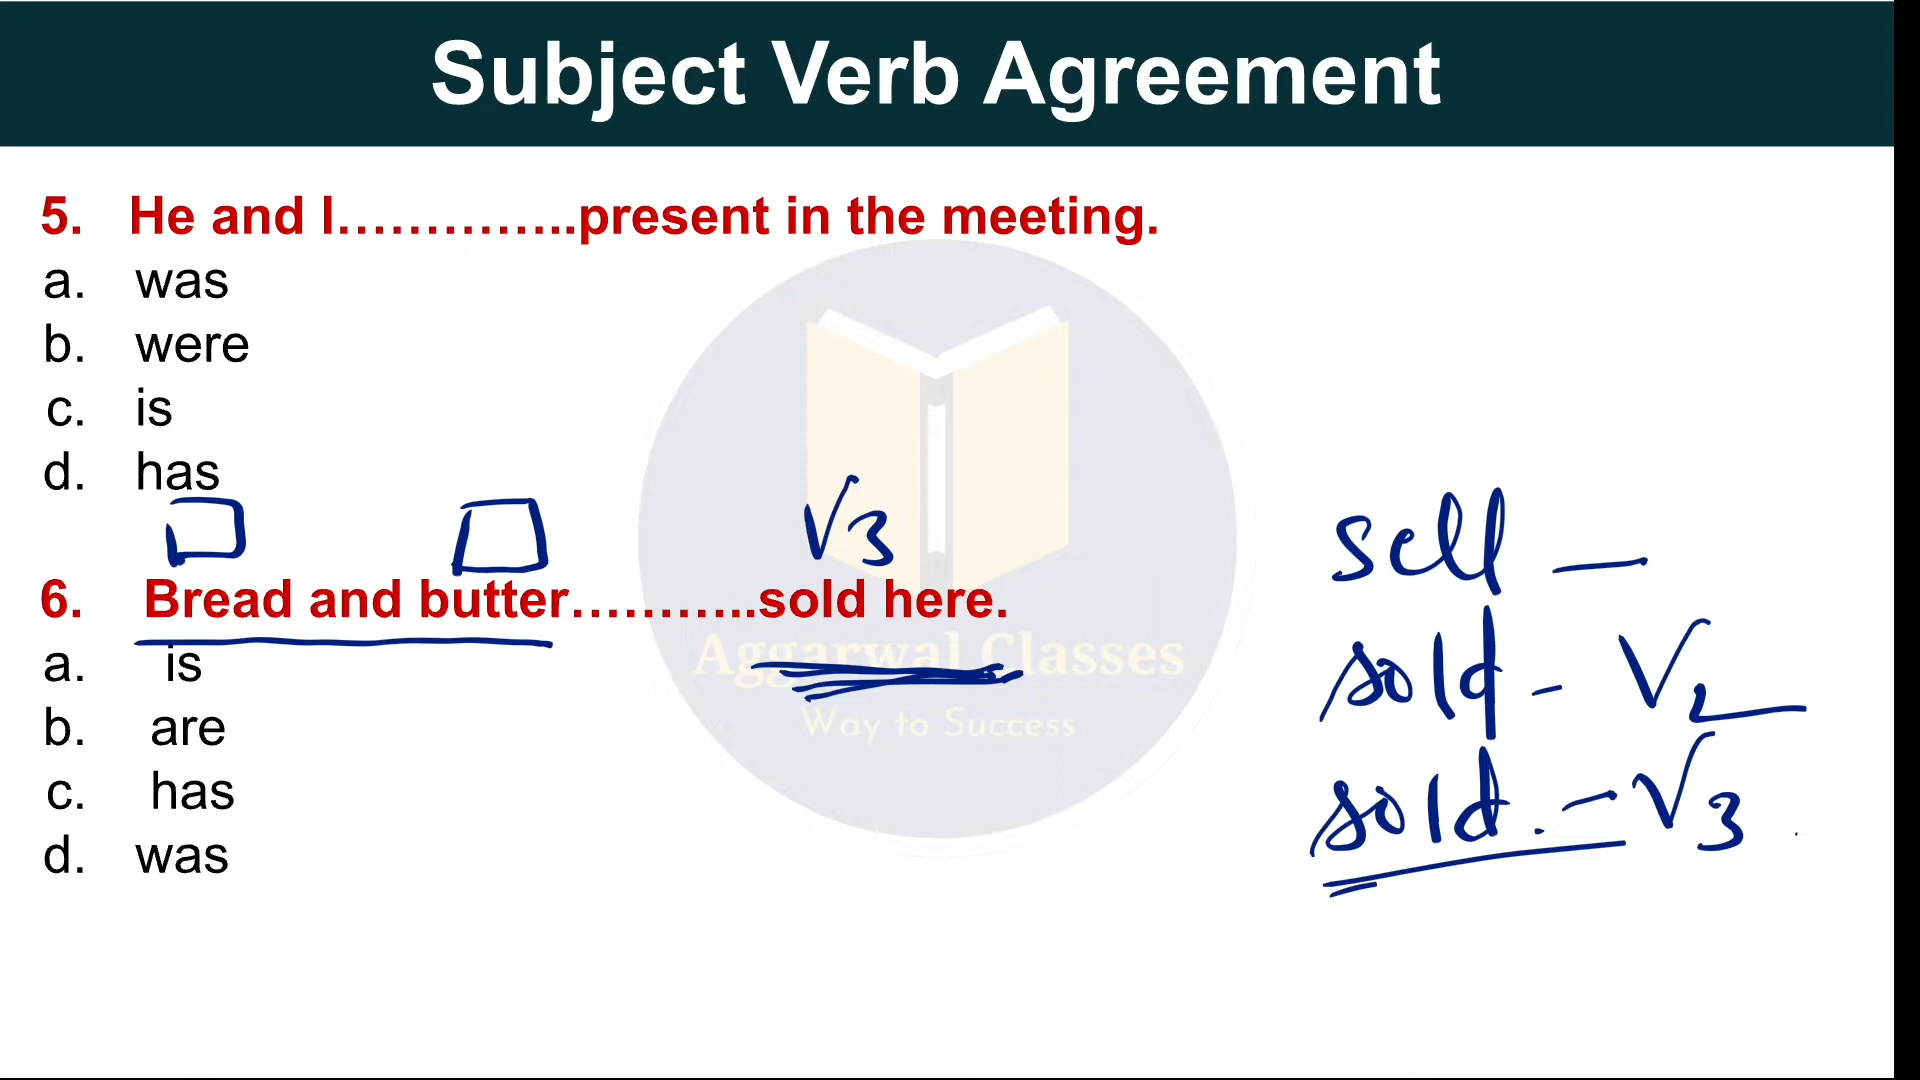 Subject Verb Agreement
5. He and I…………..present in the meeting.
a. was
b. were
c. is
d. has
V3
6. Bread and butter………..sold here.
a. is
b. are
c. has
d. was
Aggarwal Classes
Way to Success
sell –
sold - V2
sold. - V3